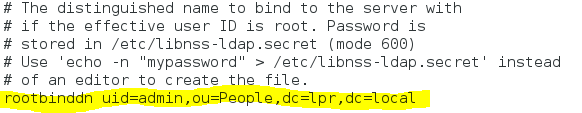 # The distinguished name to bind to the server with
# if the effective user ID is root. Password is
# stored in /etc/libnss-ldap.secret (mode 600)
# Use 'echo -n "mypassword" > /etc/libnss-ldap.secret' instead
# of an editor to create the file.
rootbinddn uid=admin,ou=People,dc=lpr,dc=local